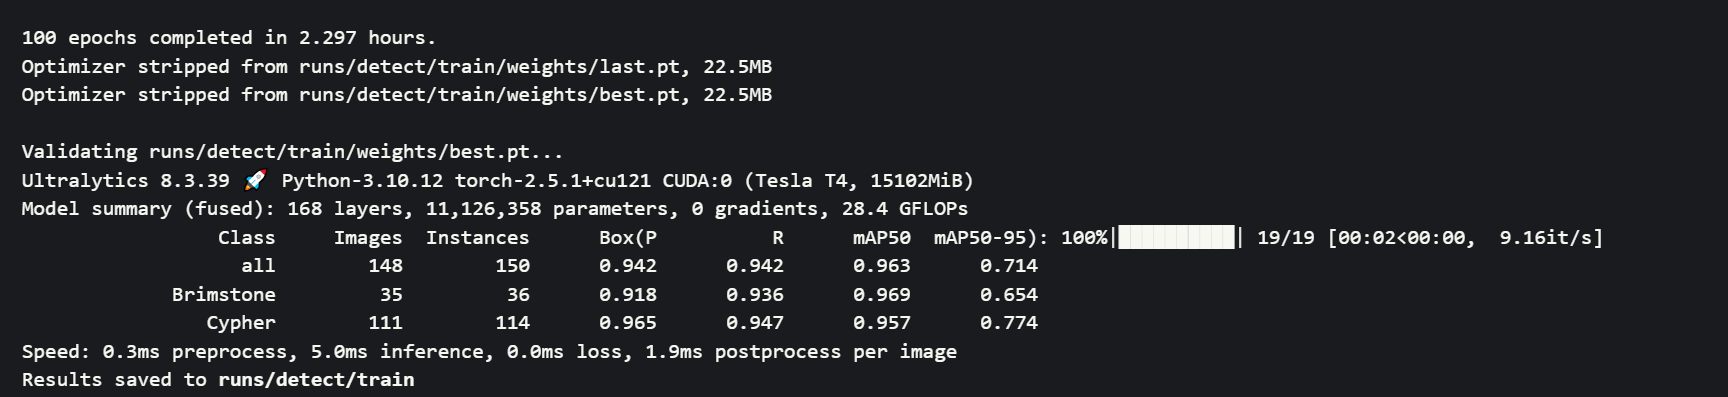 100 epochs completed in 2.297 hours.
Optimizer stripped from runs/detect/train/weights/last.pt, 22.5MB
Optimizer stripped from runs/detect/train/weights/best.pt, 22.5MB
Validating runs/detect/train/weights/best.pt...
Ultralytics 8.3.39 🚀 Python-3.10.12 torch-2.5.1+cu121 CUDA:0 (Tesla T4, 15102MiB)
Model summary (fused): 168 layers, 11,126,358 parameters, 0 gradients, 28.4 GFLOPs
Class Images Instances Box(P R mAP50 mAP50-95): 100%|██████████| 19/19 [00:02<00:00, 9.16it/s]
all 148 150 0.942 0.942 0.963 0.714
Brimstone 35 36 0.918 0.936 0.969 0.654
Cypher 111 114 0.965 0.947 0.957 0.774
Speed: 0.3ms preprocess, 5.0ms inference, 0.0ms loss, 1.9ms postprocess per image
Results saved to runs/detect/train